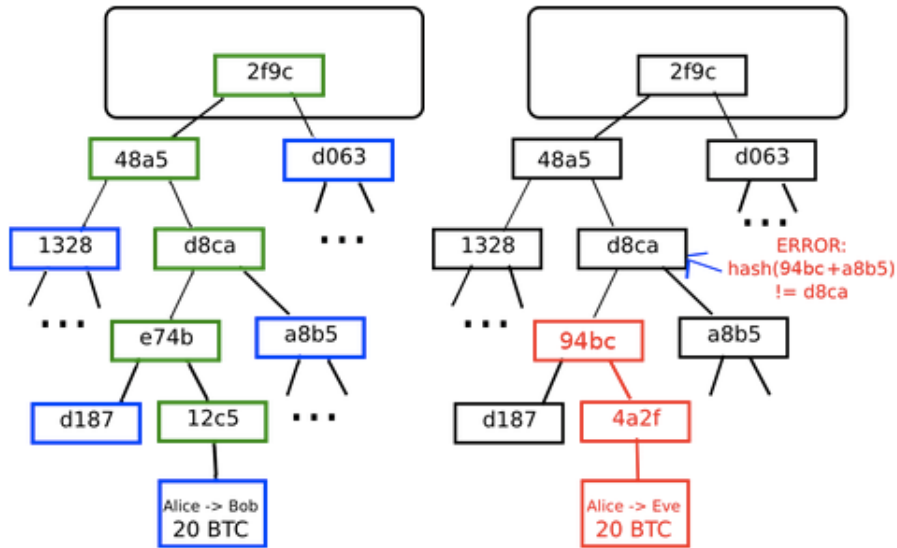 2f9c
48a5
d063
1328
d8ca
...
...
e74b
a8b5
d187
12c5
...
Alice -> Bob
20 BTC
2f9c
48a5
d063
1328
d8ca
...
ERROR:
hash(94bc+a8b5)
!= d8ca
...
94bc
a8b5
d187
4a2f
Alice -> Eve
20 BTC